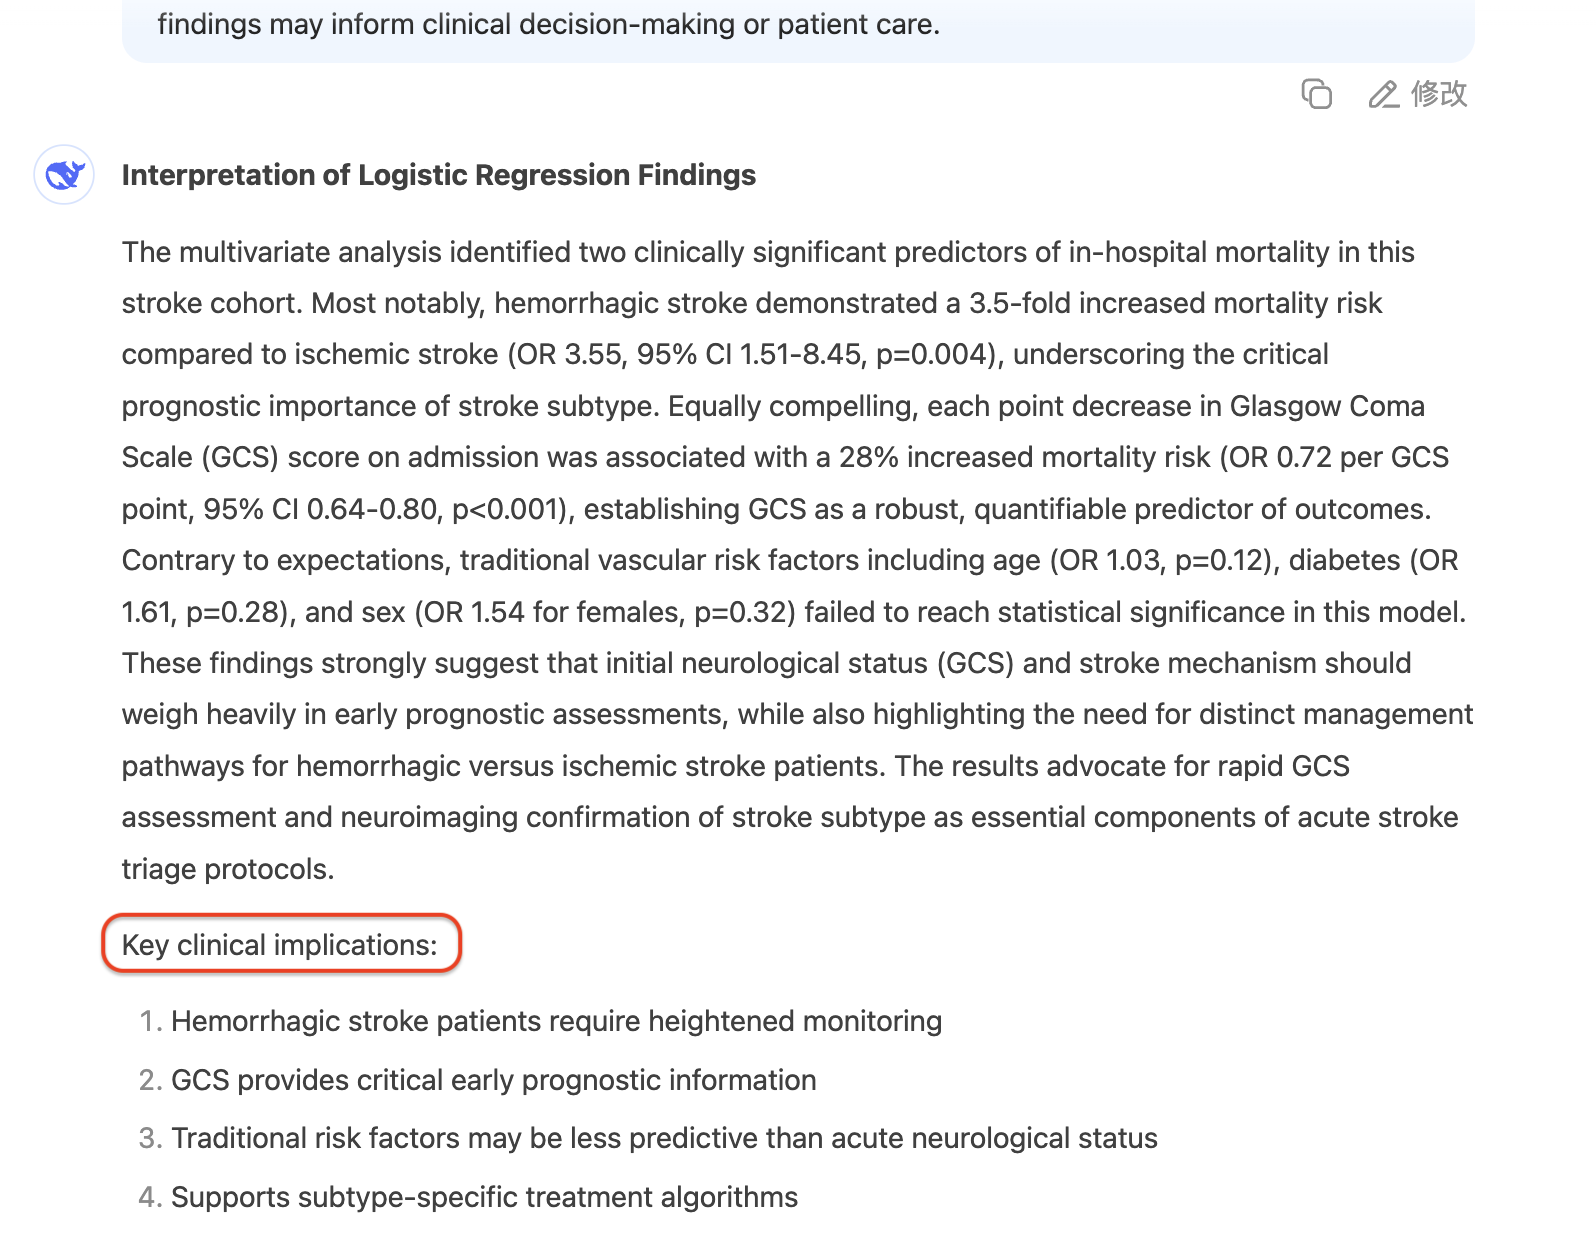 findings may inform clinical decision-making or patient care.
修改
Interpretation of Logistic Regression Findings
The multivariate analysis identified two clinically significant predictors of in-hospital mortality in this
stroke cohort. Most notably, hemorrhagic stroke demonstrated a 3.5-fold increased mortality risk
compared to ischemic stroke (OR 3.55, 95% CI 1.51-8.45, p=0.004), underscoring the critical
prognostic importance of stroke subtype. Equally compelling, each point decrease in Glasgow Coma
Scale (GCS) score on admission was associated with a 28% increased mortality risk (OR 0.72 per GCS
point, 95% CI 0.64-0.80, p<0.001), establishing GCS as a robust, quantifiable predictor of outcomes.
Contrary to expectations, traditional vascular risk factors including age (OR 1.03, p=0.12), diabetes (OR
1.61, p=0.28), and sex (OR 1.54 for females, p=0.32) failed to reach statistical significance in this model.
These findings strongly suggest that initial neurological status (GCS) and stroke mechanism should
weigh heavily in early prognostic assessments, while also highlighting the need for distinct management
pathways for hemorrhagic versus ischemic stroke patients. The results advocate for rapid GCS
assessment and neuroimaging confirmation of stroke subtype as essential components of acute stroke
triage protocols.
Key clinical implications:
1. Hemorrhagic stroke patients require heightened monitoring
2. GCS provides critical early prognostic information
3. Traditional risk factors may be less predictive than acute neurological status
4. Supports subtype-specific treatment algorithms